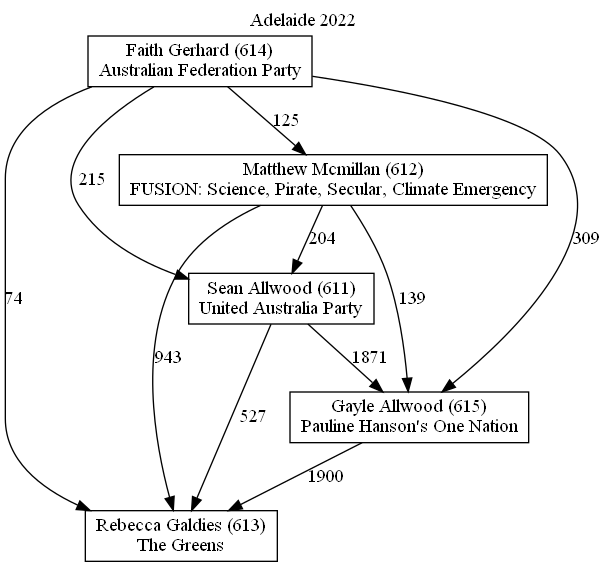 Adelaide 2022
Faith Gerhard (614)
Australian Federation Party
125
215
Matthew Mcmillan (612)
FUSION: Science, Pirate, Secular, Climate Emergency
204
309
Sean Allwood (611)
United Australia Party
74
139
943
1871
Gayle Allwood (615)
Pauline Hanson's One Nation
527
1900
Rebecca Galdies (613)
The Greens